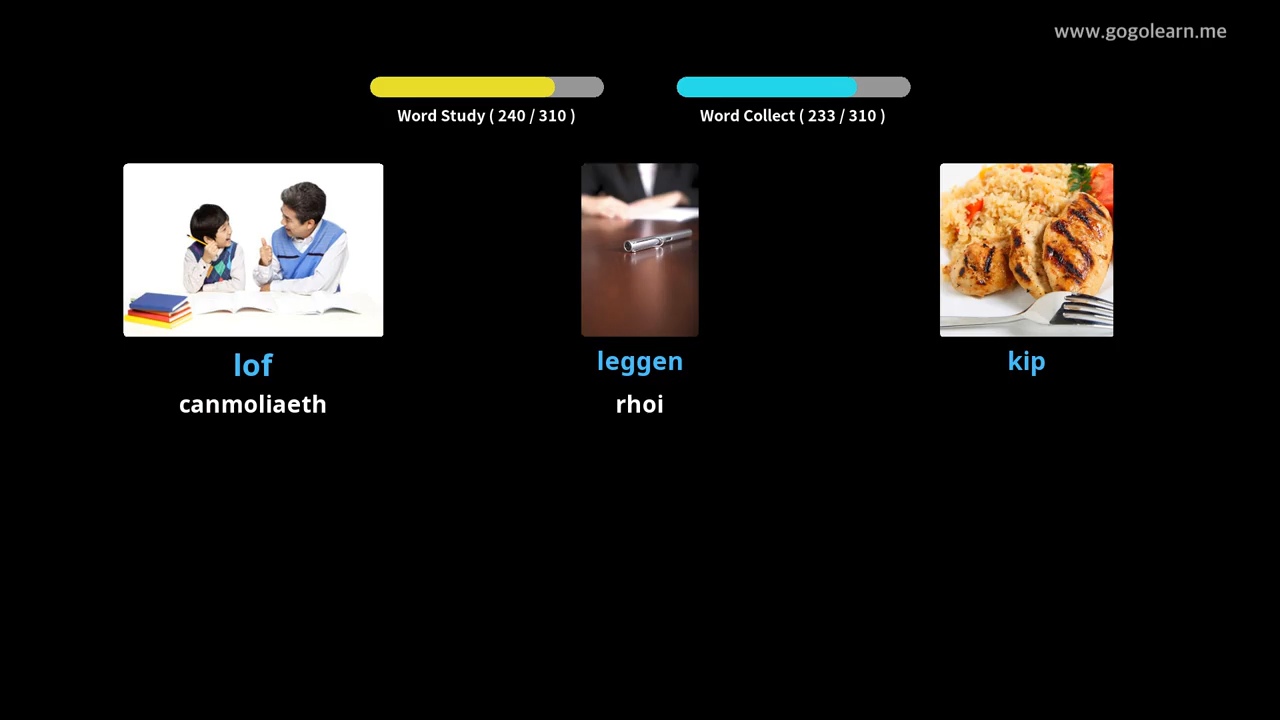 www.gogolearn.me
Word Study ( 240 / 310 )
Word Collect ( 233 / 310 )
lof
leggen
kip
canmoliaeth
rhoi